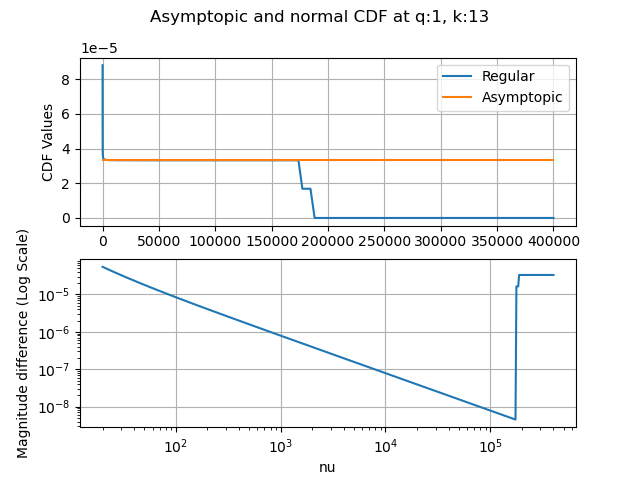 Asymptopic and normal CDF at q:1, k:13
1e−5
Regular
Asymptopic
CDF Values
8
6
4
2
0
0 50000 100000 150000 200000 250000 300000 350000 400000
Magnitude difference (Log Scale)
10⁻⁵
10⁻⁶
10⁻⁷
10⁻⁸
10² 10³ 10⁴ 10⁵
nu